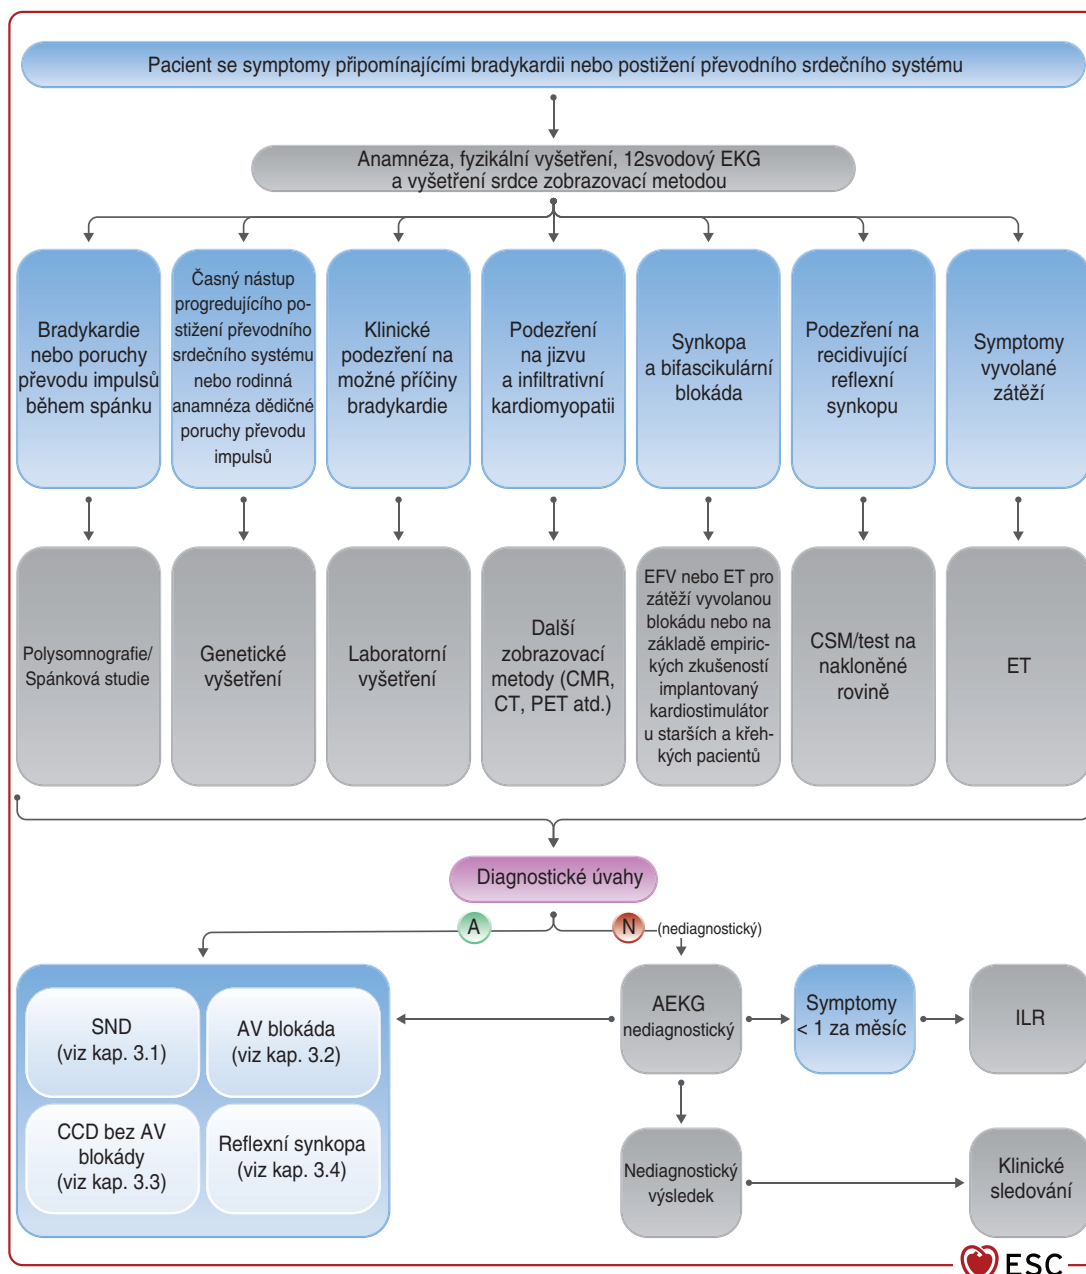 Pacient se symptomy připomínajícími bradykardii nebo postižení převodního srdečního systému
Anamnéza, fyzikální vyšetření, 12svodový EKG
a vyšetření srdce zobrazovací metodou
Bradykardie
nebo poruchy
převodu impulsů
během spánku
Časný nástup
progredujícího po-
stižení převodního
srdečního systému
nebo rodinná
anamnéza dědičné
poruchy převodu
impulsů
Klinické
podezření na
možné příčiny
bradykardie
Podezření
na jizvu
a infiltrativní
kardiomyopatii
Synkopa
a bifascikulární
blokáda
Podezření na
recidivující
reflexní
synkopu
Symptomy
vyvolané
zátěží
Polysomnografie/
Spánková studie
Genetické
vyšetření
Laboratorní
vyšetření
Další
zobrazovací
metody (CMR,
CT, PET atd.)
EFV nebo ET pro
zátěží vyvolanou
blokádu nebo na
základě empiric-
kých zkušeností
implantovaný
kardiostimulátor
u starších a křeh-
kých pacientů
CSM/test na
nakloněné
rovině
ET
Diagnostické úvahy
A
N
(nediagnostický)
SND
(viz kap. 3.1)
AV blokáda
(viz kap. 3.2)
CCD bez AV
blokády
(viz kap. 3.3)
Reflexní synkopa
(viz kap. 3.4)
AEKG
nediagnostický
Symptomy
< 1 za měsíc
ILR
Nediagnostický
výsledek
Klinické
sledování
ESC